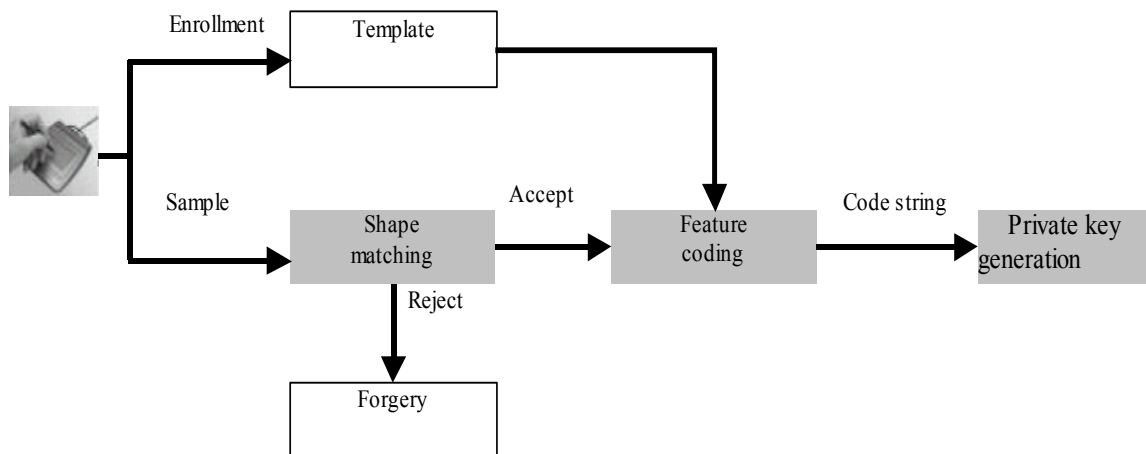 Enrollment
Template
Sample
Shape
matching
Accept
Feature
coding
Code string
Private key
generation
Reject
Forgery